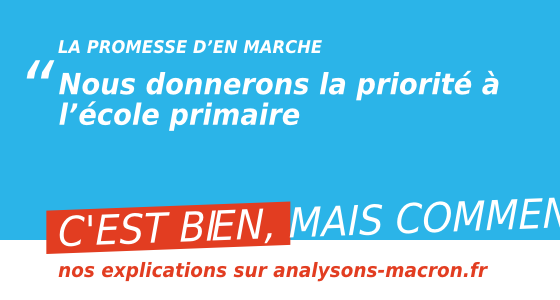 LA PROMESSE D’EN MARCHE
“ Nous donnerons la priorité à
l’école primaire
C'EST BIEN, MAIS COMMEN
nos explications sur analysons-macron.fr